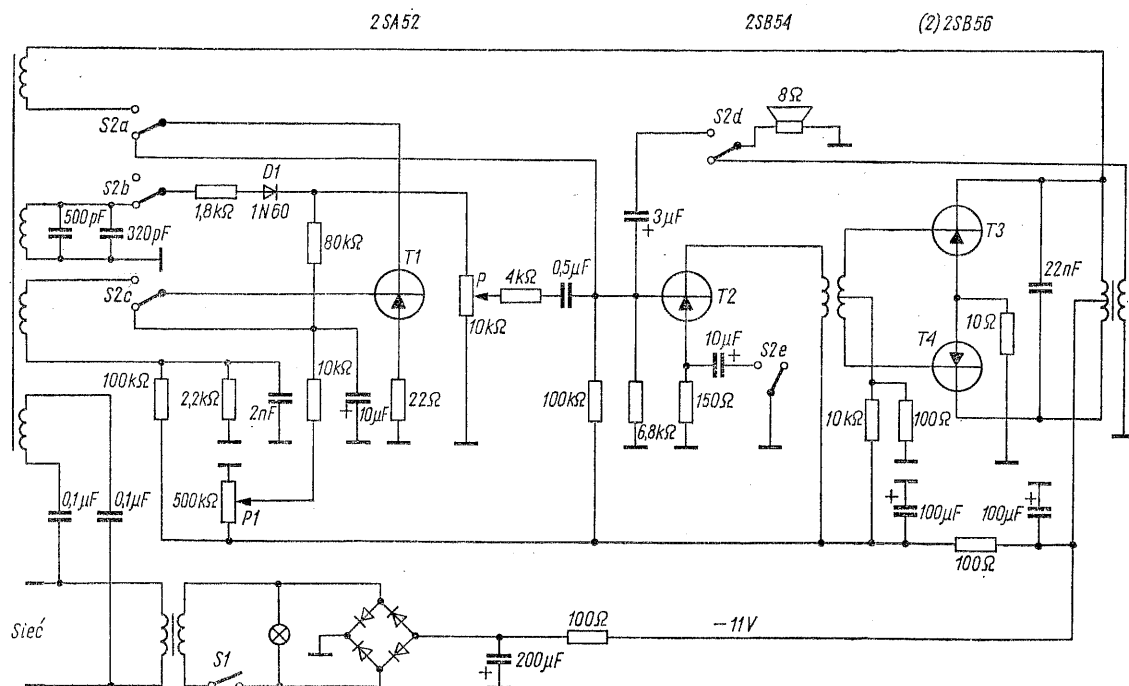 2SA52 2SB54 (2) 2SB56
8Ω
S2d
S2a
D1
S2b
1,8kΩ 1N60
500pF
320pF
80kΩ
3μF
+
T1
T2
T3
22nF
S2c
P
4kΩ
0,5μF
10kΩ
10Ω
T4
10μF
+
S2e
100kΩ
2,2kΩ
2nF
10kΩ
+
10μF
22Ω
100kΩ
6,8kΩ
150Ω
10kΩ
100Ω
0,1μF
0,1μF
500kΩ
P1
+
100μF
100μF
+
100Ω
Sieć
S1
100Ω
−11V
200μF
+